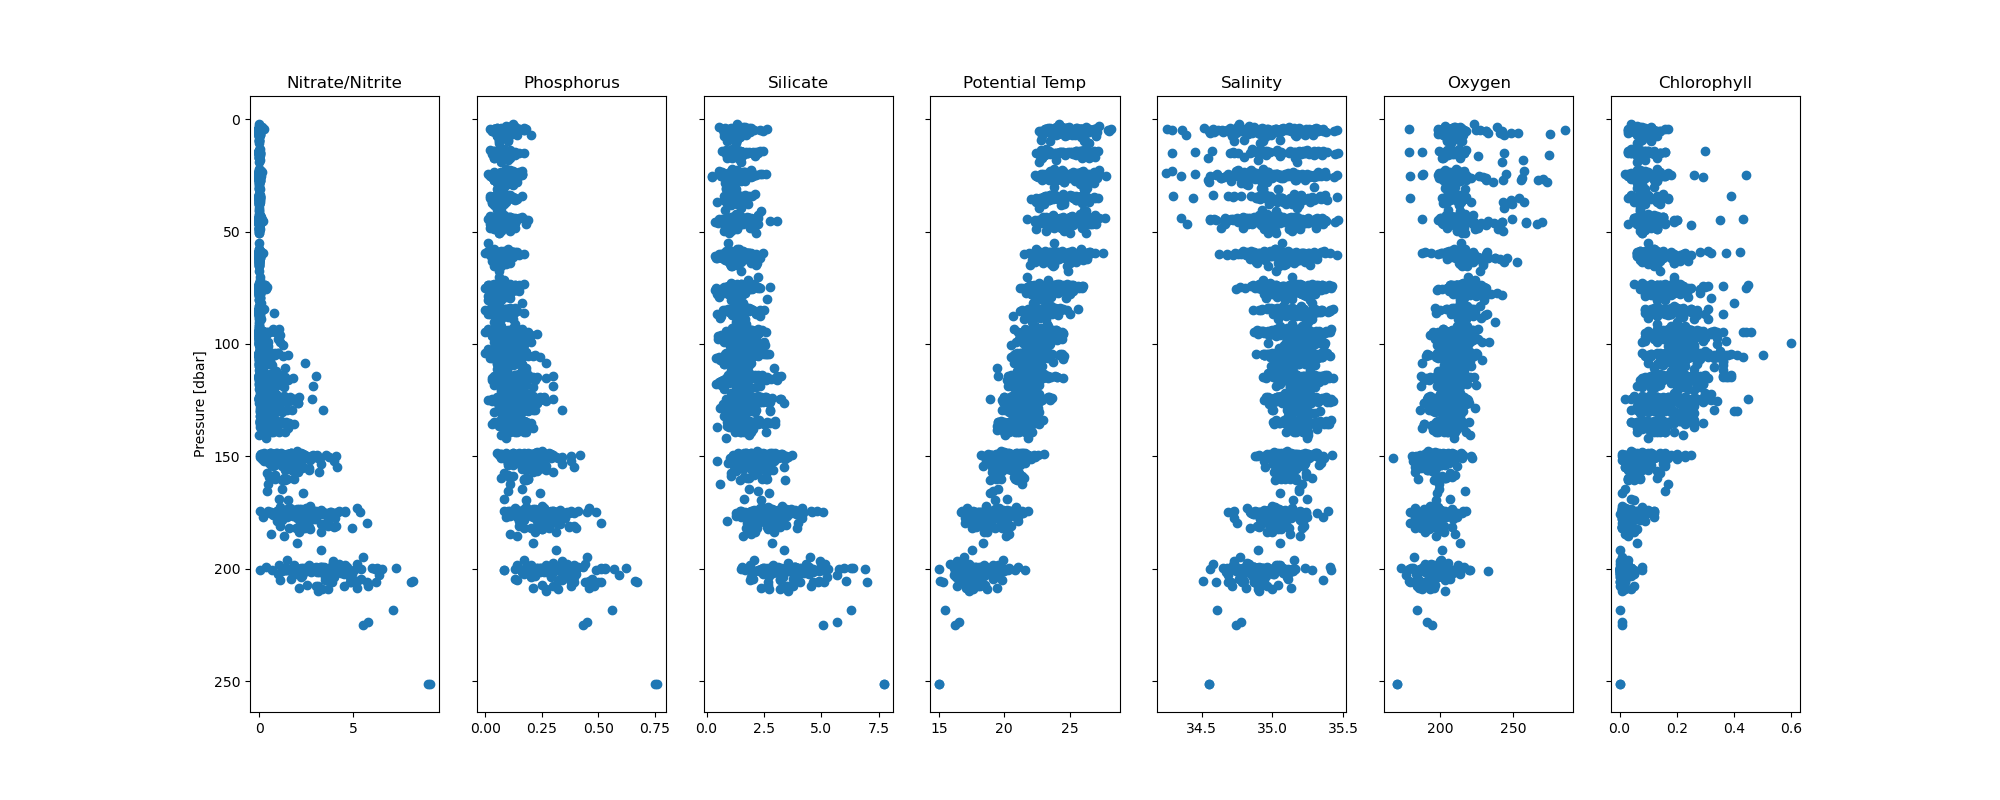 Nitrate/Nitrite Phosphorus Silicate Potential Temp Salinity Oxygen Chlorophyll
0
50
100
150
200
250
Pressure [dbar]
0 5 0.00 0.25 0.50 0.75 0.0 2.5 5.0 7.5 15 20 25 34.5 35.0 35.5 200 250 0.0 0.2 0.4 0.6